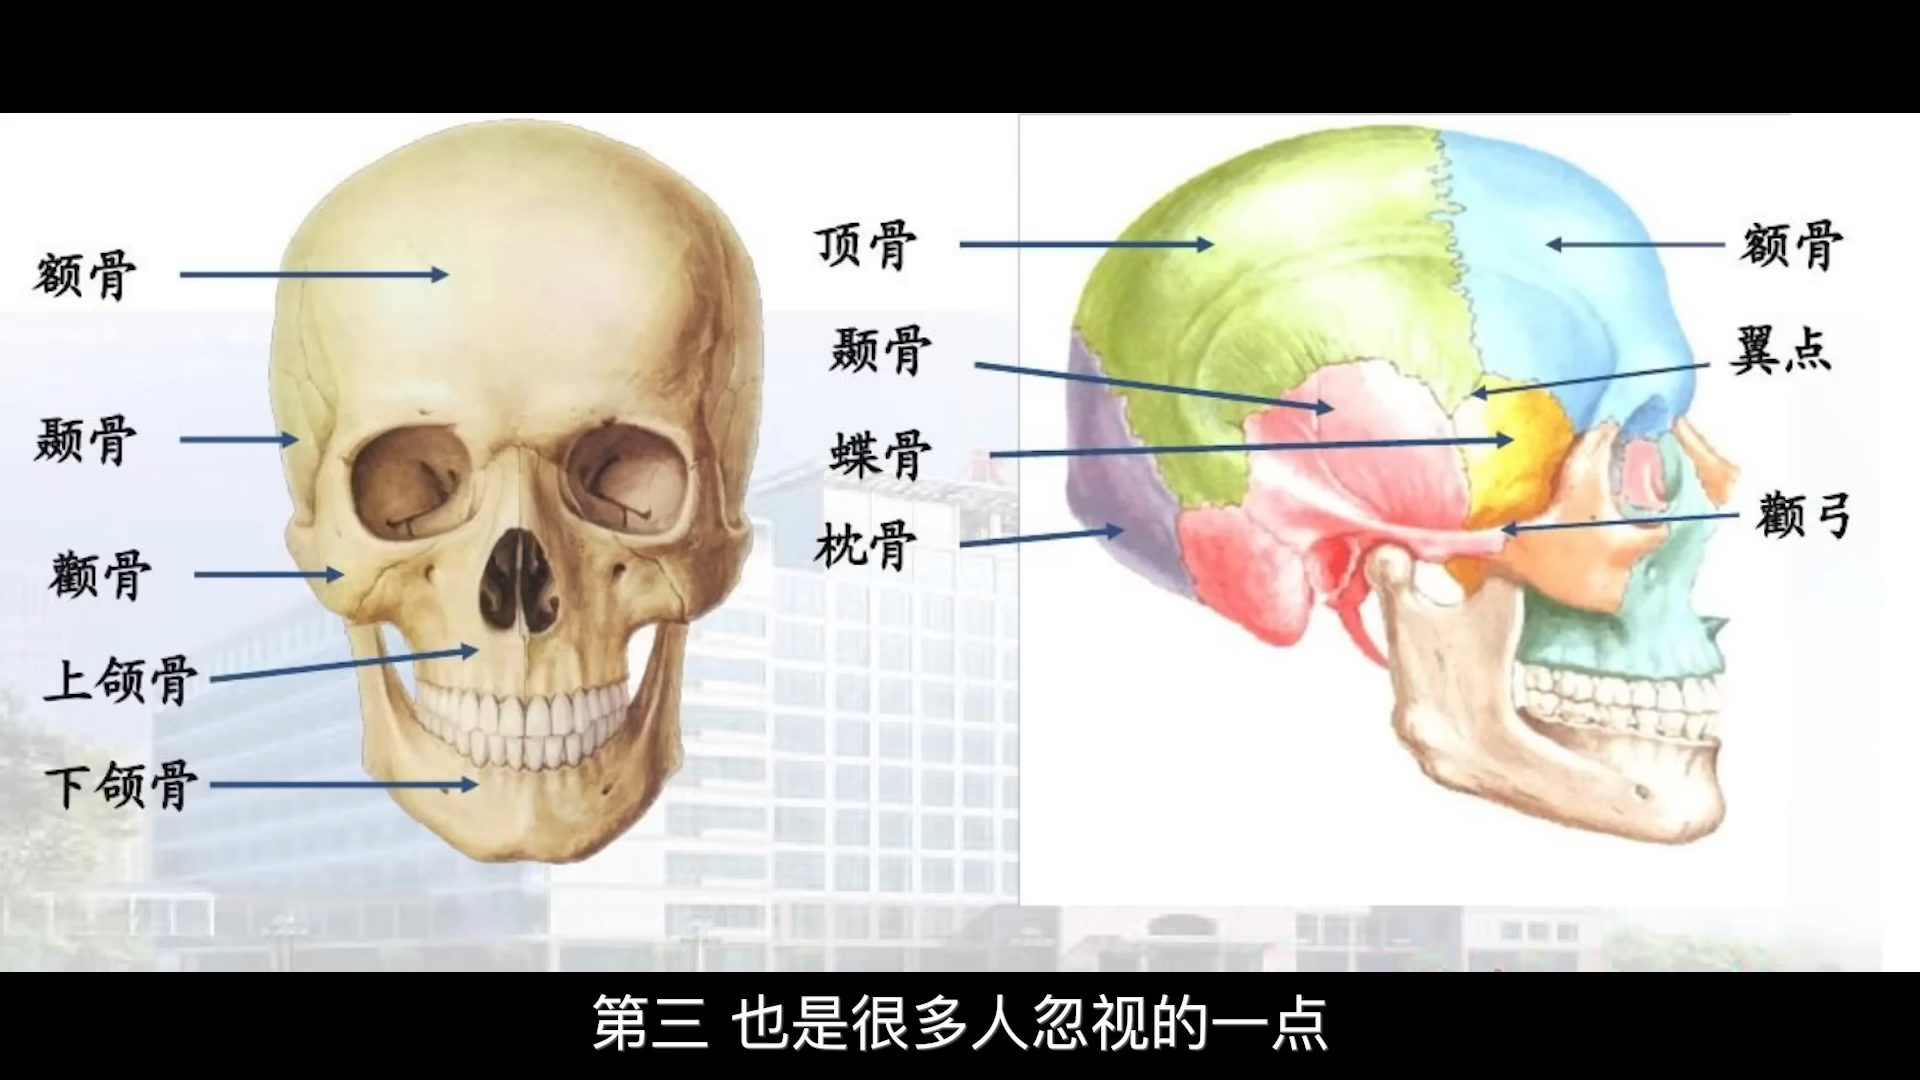 额骨
颞骨
颧骨
上颌骨
下颌骨
顶骨
颞骨
蝶骨
枕骨
额骨
翼点
颧弓
第三 也是很多人忽视的一点